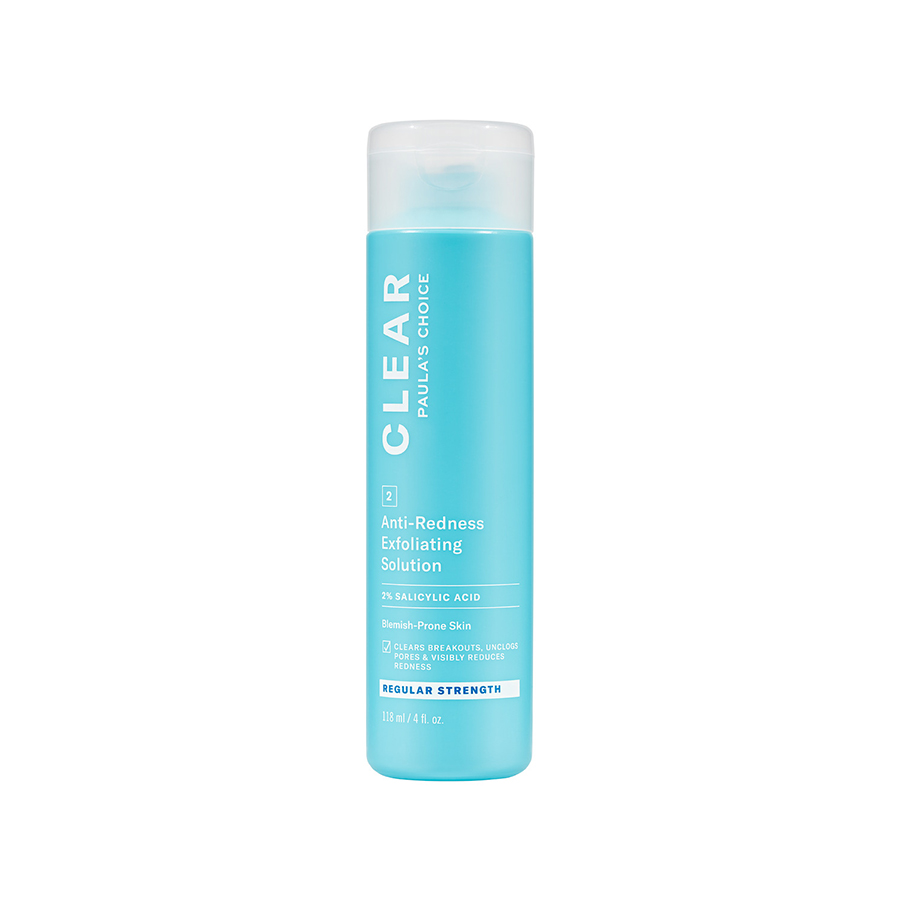 CLEAR
PAULA'S CHOICE
2
Anti-Redness
Exfoliating
Solution
2% SALICYLIC ACID
Blemish-Prone Skin
CLEARS BREAKOUTS, UNCLOGS
PORES & VISIBLY REDUCES
REDNESS
REGULAR STRENGTH
118 ml / 4 fl. oz.